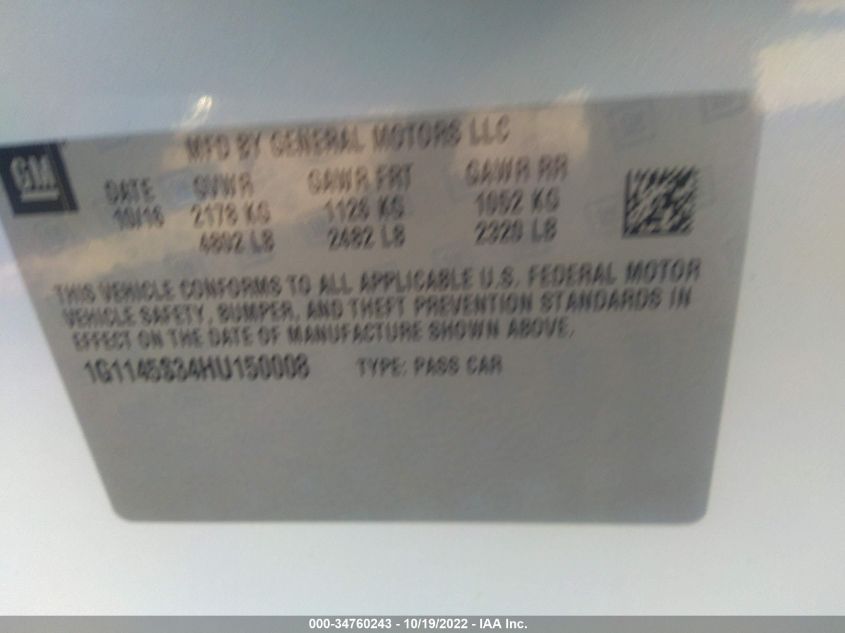 GM
MFD BY GENERAL MOTORS LLC
DATE GVWR GAWR FRT GAWR RR
10/16 2178 KG 1126 KG 1052 KG
4802 LB 2482 LB 2320 LB
THIS VEHICLE CONFORMS TO ALL APPLICABLE U.S. FEDERAL MOTOR
VEHICLE SAFETY, BUMPER, AND THEFT PREVENTION STANDARDS IN
EFFECT ON THE DATE OF MANUFACTURE SHOWN ABOVE.
1G1145S34HU150008 TYPE: PASS CAR
000-34760243 | 10/19/2022 - IAA Inc.